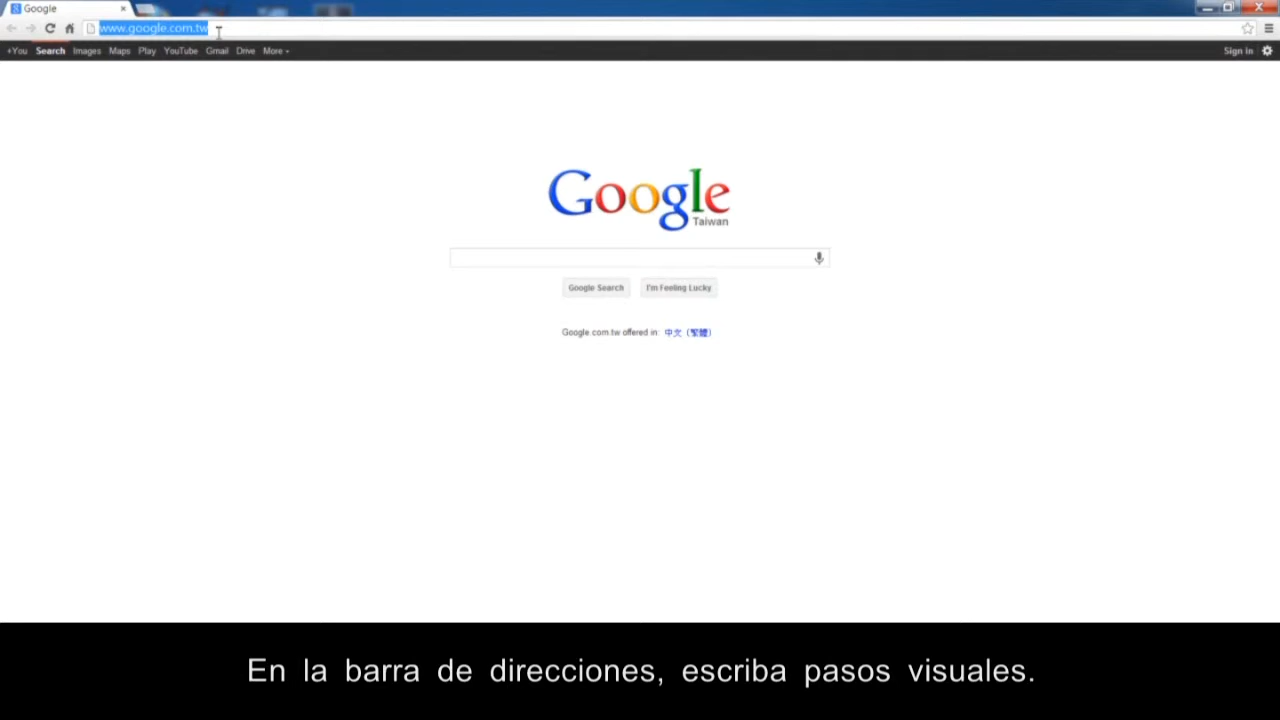 Google
www.google.com.tw
+You Search Images Maps Play YouTube Gmail Drive More
Sign in
Google
Taiwan
Google Search I'm Feeling Lucky
Google.com.tw offered in: 中文 (繁體)
En la barra de direcciones, escriba pasos visuales.